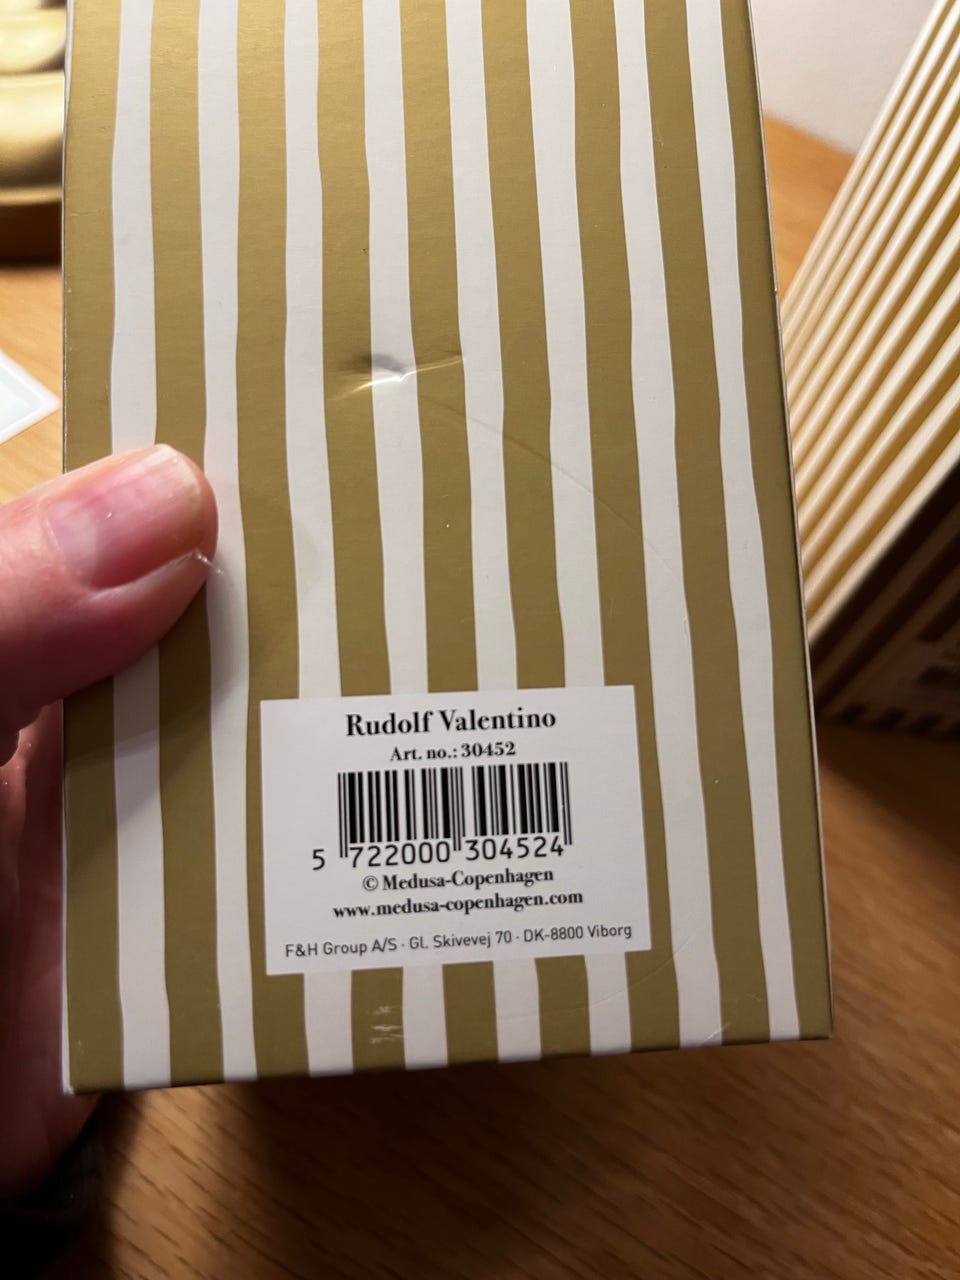 Rudolf Valentino
Art. no.: 30452
5 722000 304524
© Medusa-Copenhagen
www.medusa-copenhagen.com
F&H Group A/S · Gl. Skivevej 70 · DK-8800 Viborg